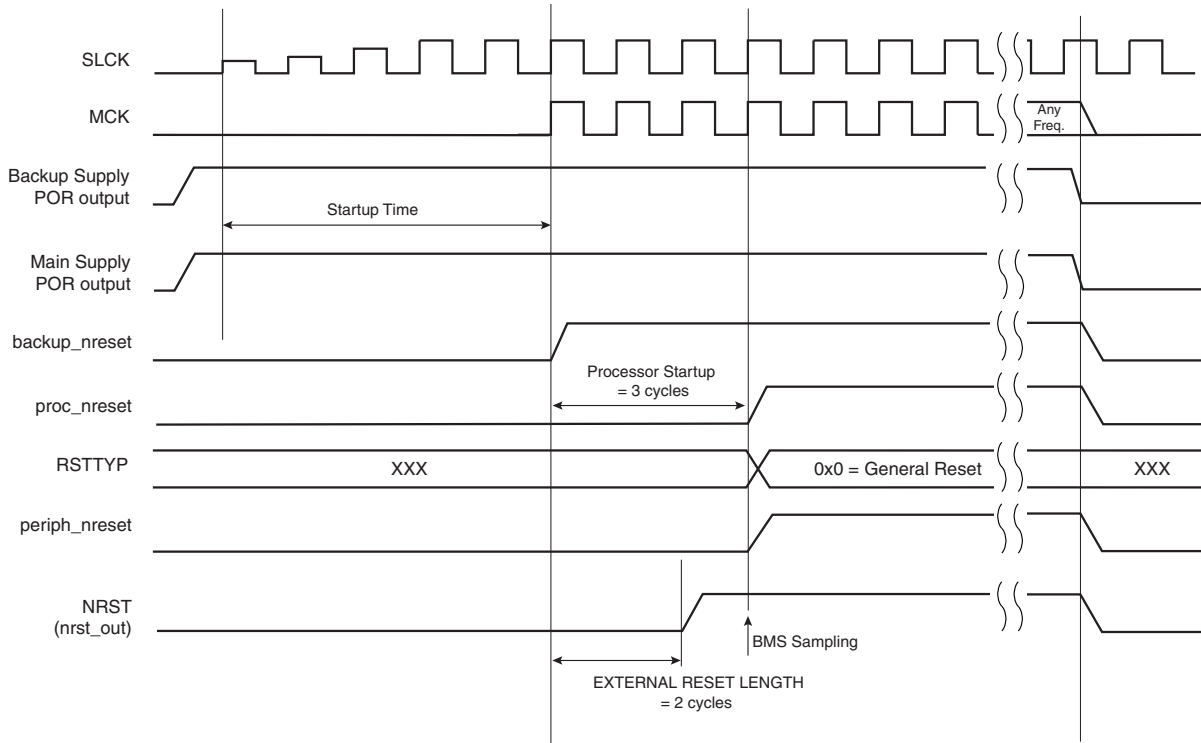 SLCK
MCK
Any
Freq.
Backup Supply
POR output
Startup Time
Main Supply
POR output
backup_nreset
Processor Startup
= 3 cycles
proc_nreset
RSTTYP
XXX
0x0 = General Reset
XXX
periph_nreset
NRST
(nrst_out)
BMS Sampling
EXTERNAL RESET LENGTH
= 2 cycles